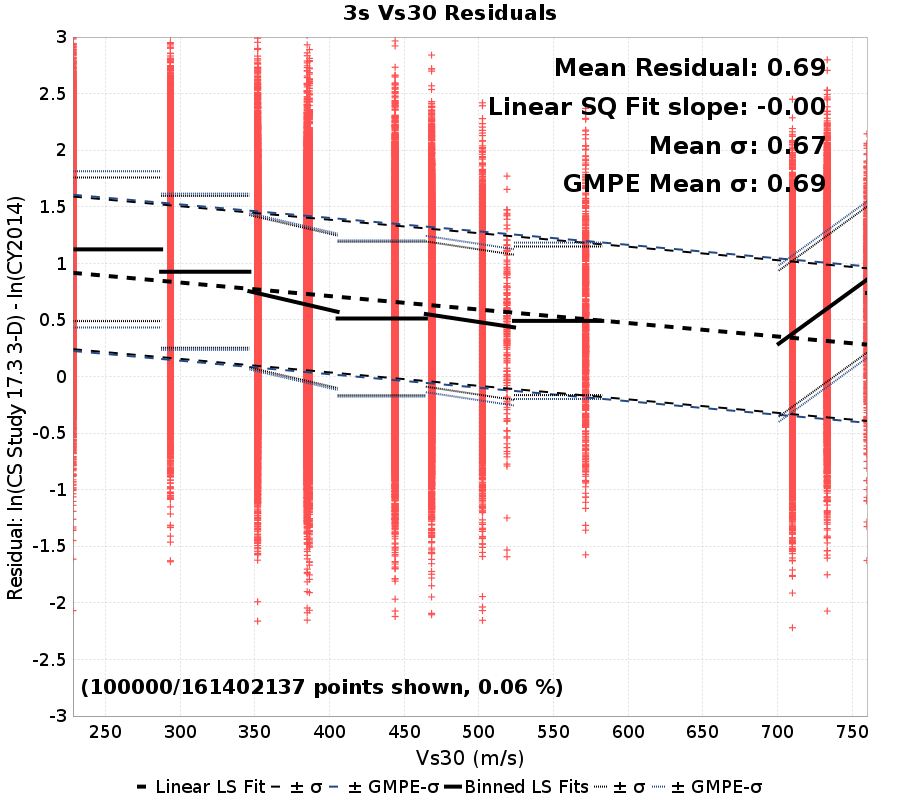 3s Vs30 Residuals
Mean Residual: 0.69
Linear SQ Fit slope: -0.00
Mean σ: 0.67
GMPE Mean σ: 0.69
Residual: ln(CS Study 17.3 3-D) - ln(CY2014)
3
2.5
2
1.5
1
0.5
0
-0.5
-1
-1.5
-2
-2.5
-3
(100000/161402137 points shown, 0.06 %)
250 300 350 400 450 500 550 600 650 700 750
Vs30 (m/s)
Linear LS Fit ± σ ± GMPE-σ Binned LS Fits ± σ ± GMPE-σ